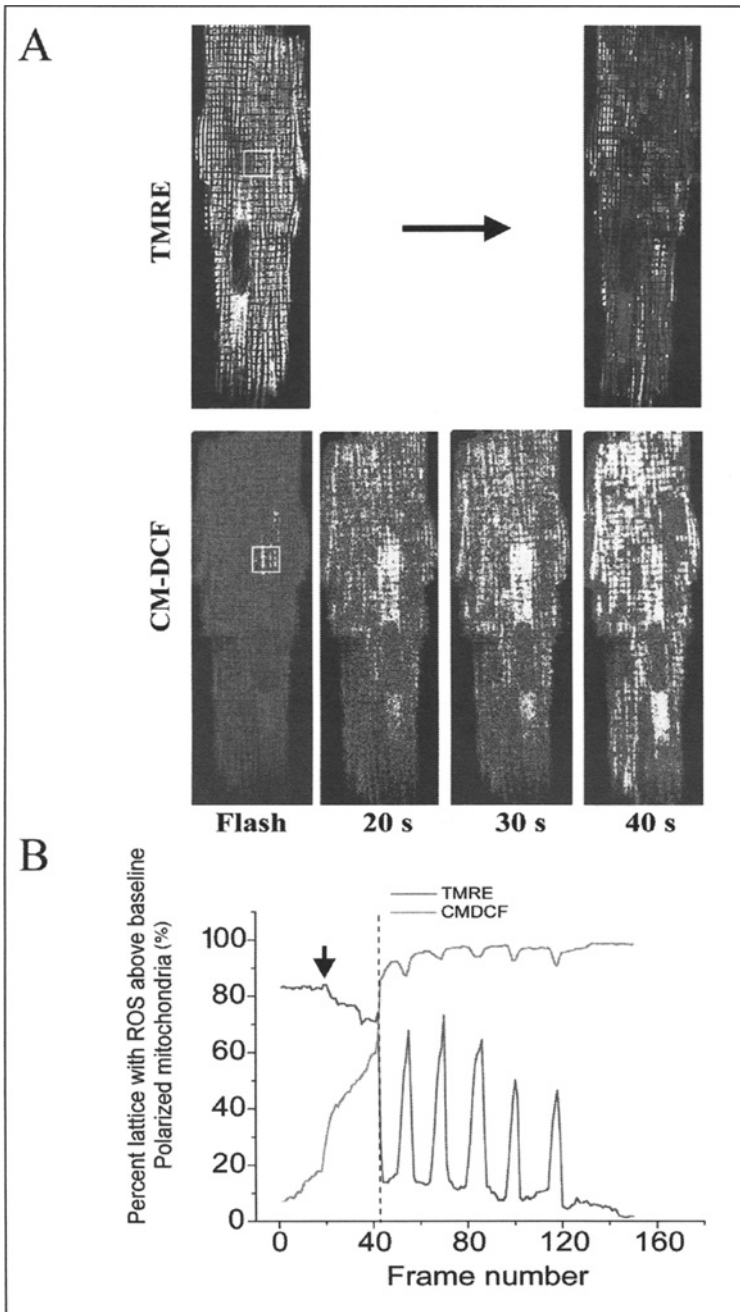 A
TMRE
CM-DCF
Flash 20 s 30 s 40 s
B
TMRE
CMDCF
Percent lattice with ROS above baseline
Polarized mitochondria (%)
100
80
60
40
20
0
0 40 80 120 160
Frame number